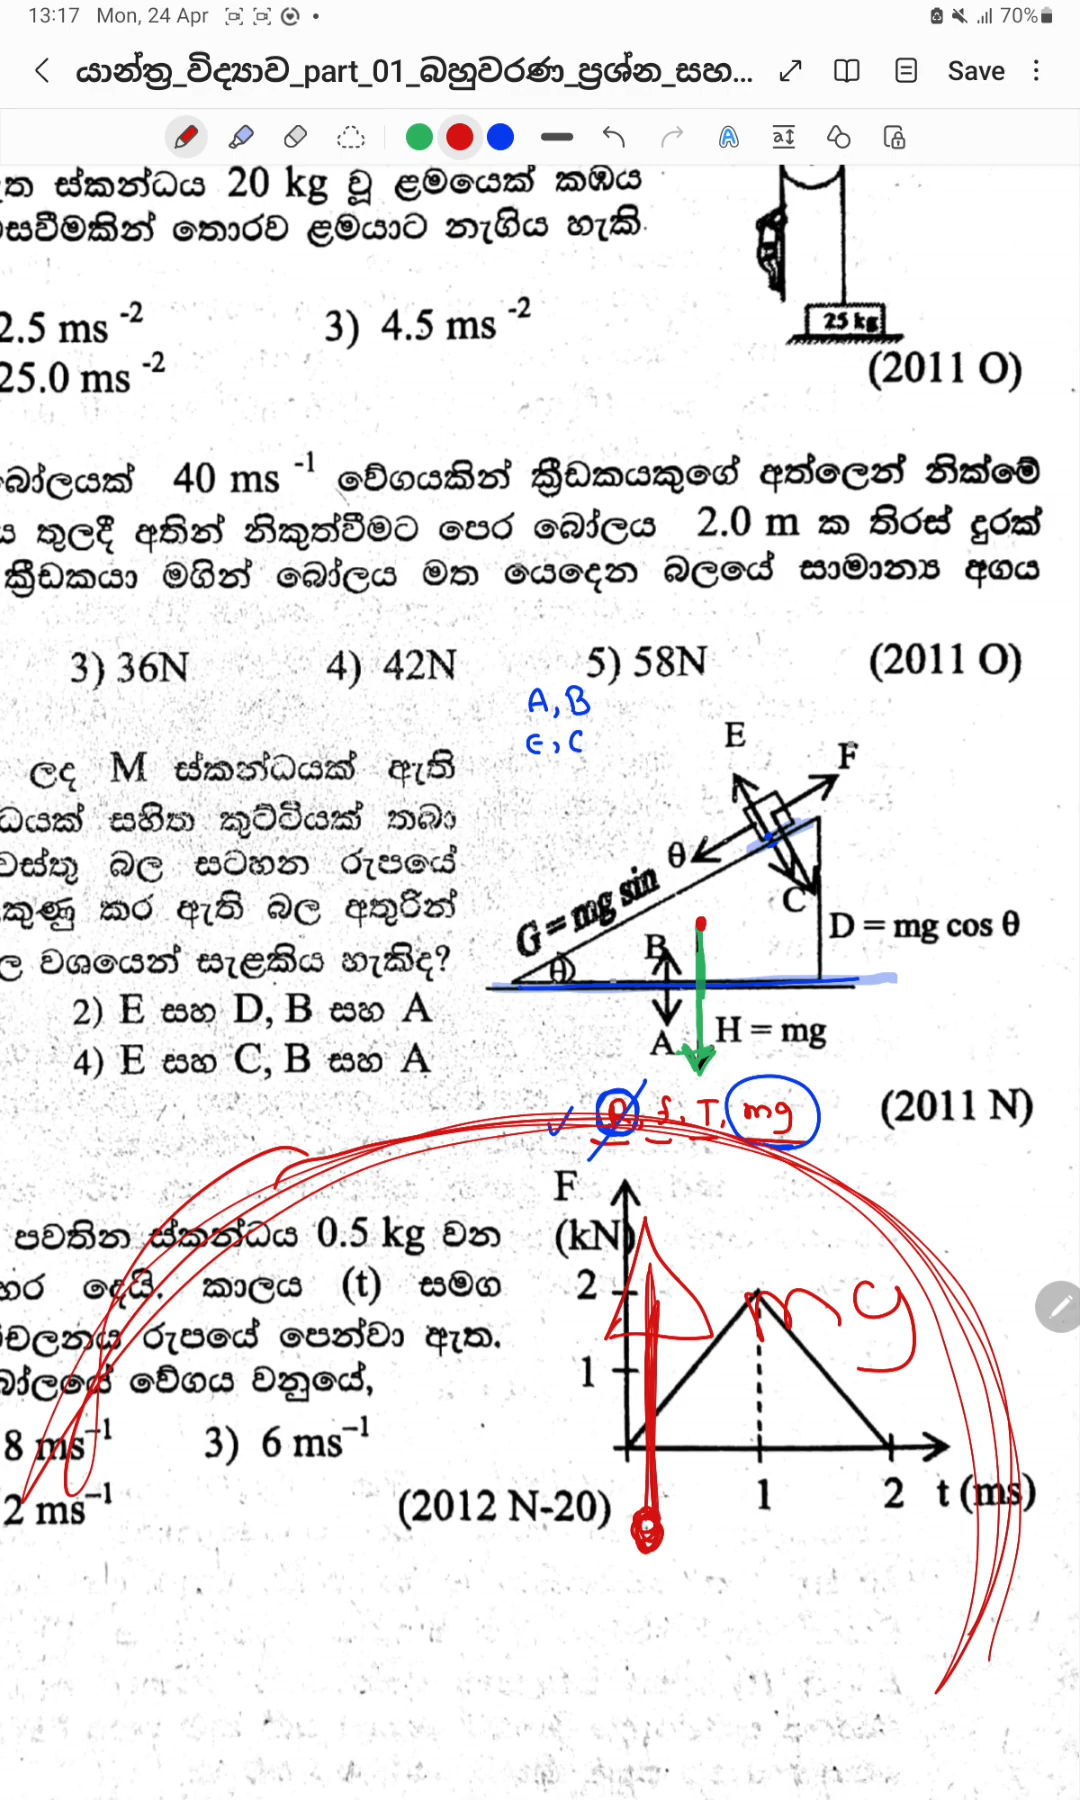 13:17 Mon, 24 Apr
70%
යාන්ත්‍ර_විද්‍යාව_part_01_බහුවරණ_ප්‍රශ්න_සහ...
Save
ත ස්කන්ධය 20 kg වූ ළමයෙක් කඹය
සවීමකින් තොරව ළමයාට නැගිය හැකි.
2.5 ms -2
3) 4.5 ms -2
25.0 ms -2
25 kg
(2011 O)
බෝලයක් 40 ms -1 වේගයකින් ක්‍රීඩකයකුගේ අත්ලෙන් නික්මේ
ය තුලදී අතින් නිකුත්වීමට පෙර බෝලය 2.0 m ක තිරස් දුරක්
ක්‍රීඩකයා මගින් බෝලය මත යෙදෙන බලයේ සාමාන්‍ය අගය
3) 36N 4) 42N 5) 58N (2011 O)
A, B
E, C
ලද M ස්කන්ධයක් ඇති
ධයක් සහිත කුට්ටියක් තබා
වස්තු බල සටහන රූපයේ
කුණු කර ඇති බල අතුරින්
ල වශයෙන් සැළකිය හැකිද?
2) E සහ D, B සහ A
4) E සහ C, B සහ A
E
F
G = mg sin θ
C
D = mg cos θ
B
θ
A
H = mg
(2011 N)
R, f, T, mg
පවතින ස්කන්ධය 0.5 kg වන
හර දෙයි. කාලය (t) සමග
චලනය රූපයේ පෙන්වා ඇත.
බෝලයේ වේගය වනුයේ,
8 ms⁻¹ 3) 6 ms⁻¹
2 ms⁻¹
(2012 N-20)
F
(kN)
2
1
mg
1 2 t (ms)